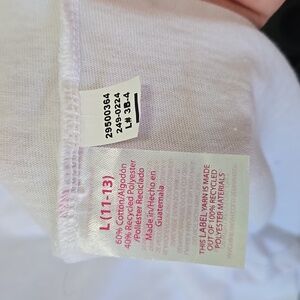 29500364
249-0224
L# 3B-4
L (11-13)
60% Cotton/Algodón
40% Recycled Polyester
/Poliéster Reciclado
Made in/Hecho en
Guatemala
THIS LABEL YARN IS MADE
OUT OF 100% RECYCLED
POLYESTER MATERIALS